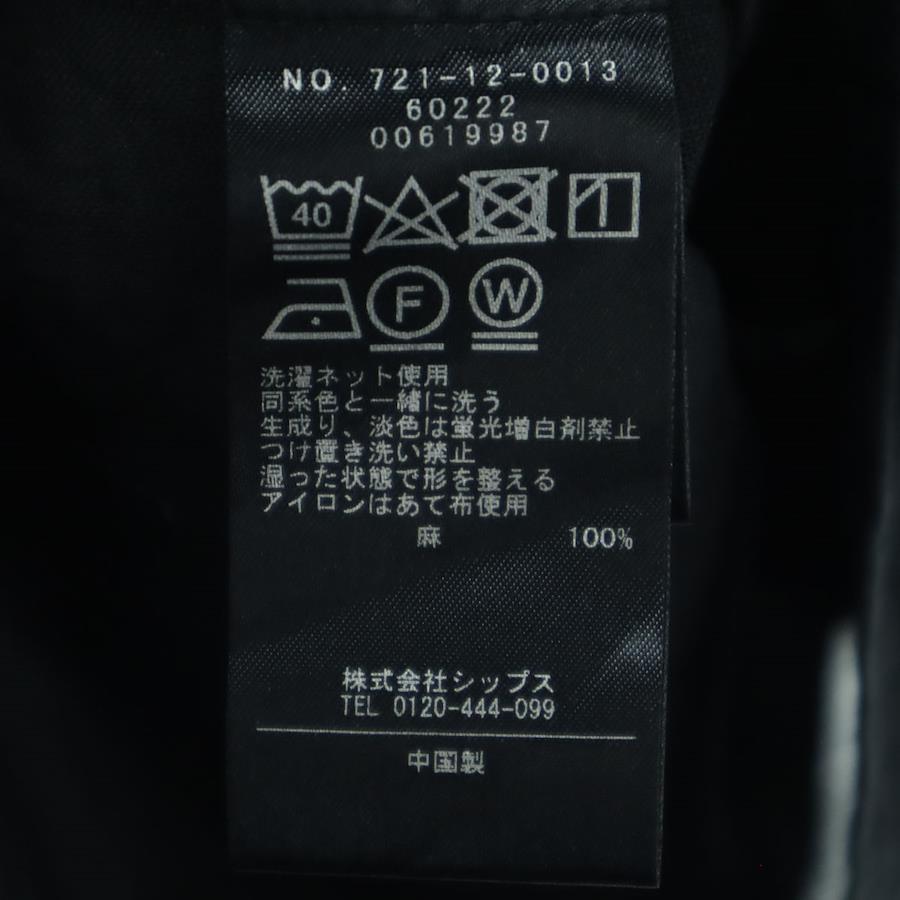 NO. 721-12-0013
60222
00619987
40
F W
洗濯ネット使用
同系色と一緒に洗う
生成り、淡色は蛍光増白剤禁止
つけ置き洗い禁止
湿った状態で形を整える
アイロンはあて布使用
麻 100%
株式会社シップス
TEL 0120-444-099
中国製